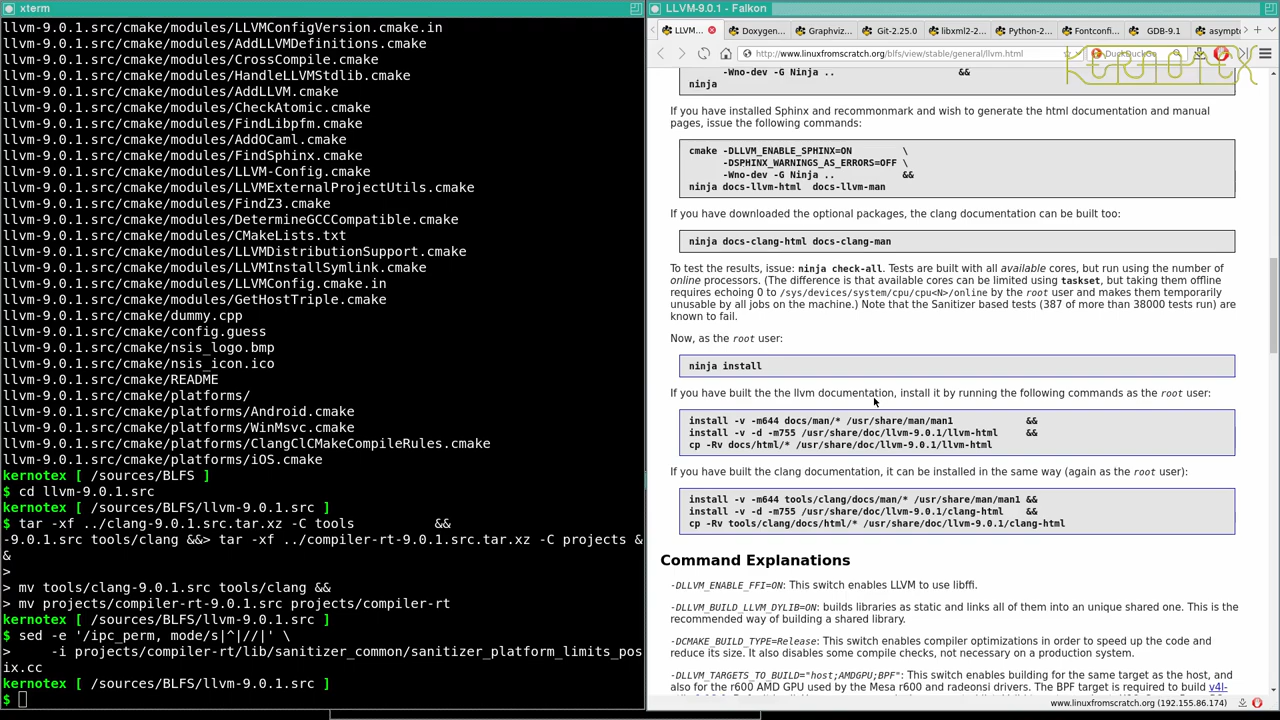 xterm
llvm-9.0.1.src/cmake/modules/LLVMConfigVersion.cmake.in
llvm-9.0.1.src/cmake/modules/AddLLVMDefinitions.cmake
llvm-9.0.1.src/cmake/modules/CrossCompile.cmake
llvm-9.0.1.src/cmake/modules/HandleLLVMStdlib.cmake
llvm-9.0.1.src/cmake/modules/AddLLVM.cmake
llvm-9.0.1.src/cmake/modules/CheckAtomic.cmake
llvm-9.0.1.src/cmake/modules/FindLibpfm.cmake
llvm-9.0.1.src/cmake/modules/AddOCaml.cmake
llvm-9.0.1.src/cmake/modules/FindSphinx.cmake
llvm-9.0.1.src/cmake/modules/LLVM-Config.cmake
llvm-9.0.1.src/cmake/modules/LLVMExternalProjectUtils.cmake
llvm-9.0.1.src/cmake/modules/FindZ3.cmake
llvm-9.0.1.src/cmake/modules/DetermineGCCCompatible.cmake
llvm-9.0.1.src/cmake/modules/CMakeLists.txt
llvm-9.0.1.src/cmake/modules/LLVMDistributionSupport.cmake
llvm-9.0.1.src/cmake/modules/LLVMInstallSymlink.cmake
llvm-9.0.1.src/cmake/modules/LLVMConfig.cmake.in
llvm-9.0.1.src/cmake/modules/GetHostTriple.cmake
llvm-9.0.1.src/cmake/dummy.cpp
llvm-9.0.1.src/cmake/config.guess
llvm-9.0.1.src/cmake/nsis_logo.bmp
llvm-9.0.1.src/cmake/nsis_icon.ico
llvm-9.0.1.src/cmake/README
llvm-9.0.1.src/cmake/platforms/
llvm-9.0.1.src/cmake/platforms/Android.cmake
llvm-9.0.1.src/cmake/platforms/WinMsvc.cmake
llvm-9.0.1.src/cmake/platforms/ClangClCMakeCompileRules.cmake
llvm-9.0.1.src/cmake/platforms/iOS.cmake
kernotex [ /sources/BLFS ]
$ cd llvm-9.0.1.src
kernotex [ /sources/BLFS/llvm-9.0.1.src ]
$ tar -xf ../clang-9.0.1.src.tar.xz -C tools &&
-9.0.1.src tools/clang &&> tar -xf ../compiler-rt-9.0.1.src.tar.xz -C projects &
&
>
> mv tools/clang-9.0.1.src tools/clang &&
> mv projects/compiler-rt-9.0.1.src projects/compiler-rt
kernotex [ /sources/BLFS/llvm-9.0.1.src ]
$ sed -e '/ipc_perm, mode/s|^|//|' \
> -i projects/compiler-rt/lib/sanitizer_common/sanitizer_platform_limits_pos
ix.cc
kernotex [ /sources/BLFS/llvm-9.0.1.src ]
$
LLVM-9.0.1 - Falkon
LLVM... Doxygen... Graphviz... Git-2.25.0 libxml2-2... Python-2... Fontconfi... GDB-9.1 asympt
http://www.linuxfromscratch.org/blfs/view/stable/general/llvm.html DuckDuckGo
KERNOTEX
-Wno-dev -G Ninja .. &&
ninja
If you have installed Sphinx and recommonmark and wish to generate the html documentation and manual
pages, issue the following commands:
cmake -DLLVM_ENABLE_SPHINX=ON \
-DSPHINX_WARNINGS_AS_ERRORS=OFF \
-Wno-dev -G Ninja .. &&
ninja docs-llvm-html docs-llvm-man
If you have downloaded the optional packages, the clang documentation can be built too:
ninja docs-clang-html docs-clang-man
To test the results, issue: ninja check-all. Tests are built with all available cores, but run using the number of
online processors. (The difference is that available cores can be limited using taskset, but taking them offline
requires echoing 0 to /sys/devices/system/cpu/cpu<N>/online by the root user and makes them temporarily
unusable by all jobs on the machine.) Note that the Sanitizer based tests (387 of more than 38000 tests run) are
known to fail.
Now, as the root user:
ninja install
If you have built the the llvm documentation, install it by running the following commands as the root user:
install -v -m644 docs/man/* /usr/share/man/man1 &&
install -v -d -m755 /usr/share/doc/llvm-9.0.1/llvm-html &&
cp -Rv docs/html/* /usr/share/doc/llvm-9.0.1/llvm-html
If you have built the clang documentation, it can be installed in the same way (again as the root user):
install -v -m644 tools/clang/docs/man/* /usr/share/man/man1 &&
install -v -d -m755 /usr/share/doc/llvm-9.0.1/clang-html &&
cp -Rv tools/clang/docs/html/* /usr/share/doc/llvm-9.0.1/clang-html
Command Explanations
-DLLVM_ENABLE_FFI=ON: This switch enables LLVM to use libffi.
-DLLVM_BUILD_LLVM_DYLIB=ON: builds libraries as static and links all of them into an unique shared one. This is the
recommended way of building a shared library.
-DCMAKE_BUILD_TYPE=Release: This switch enables compiler optimizations in order to speed up the code and
reduce its size. It also disables some compile checks, not necessary on a production system.
-DLLVM_TARGETS_TO_BUILD="host;AMDGPU;BPF": This switch enables building for the same target as the host, and
also for the r600 AMD GPU used by the Mesa r600 and radeonsi drivers. The BPF target is required to build v4l-
www.linuxfromscratch.org (192.155.86.174)